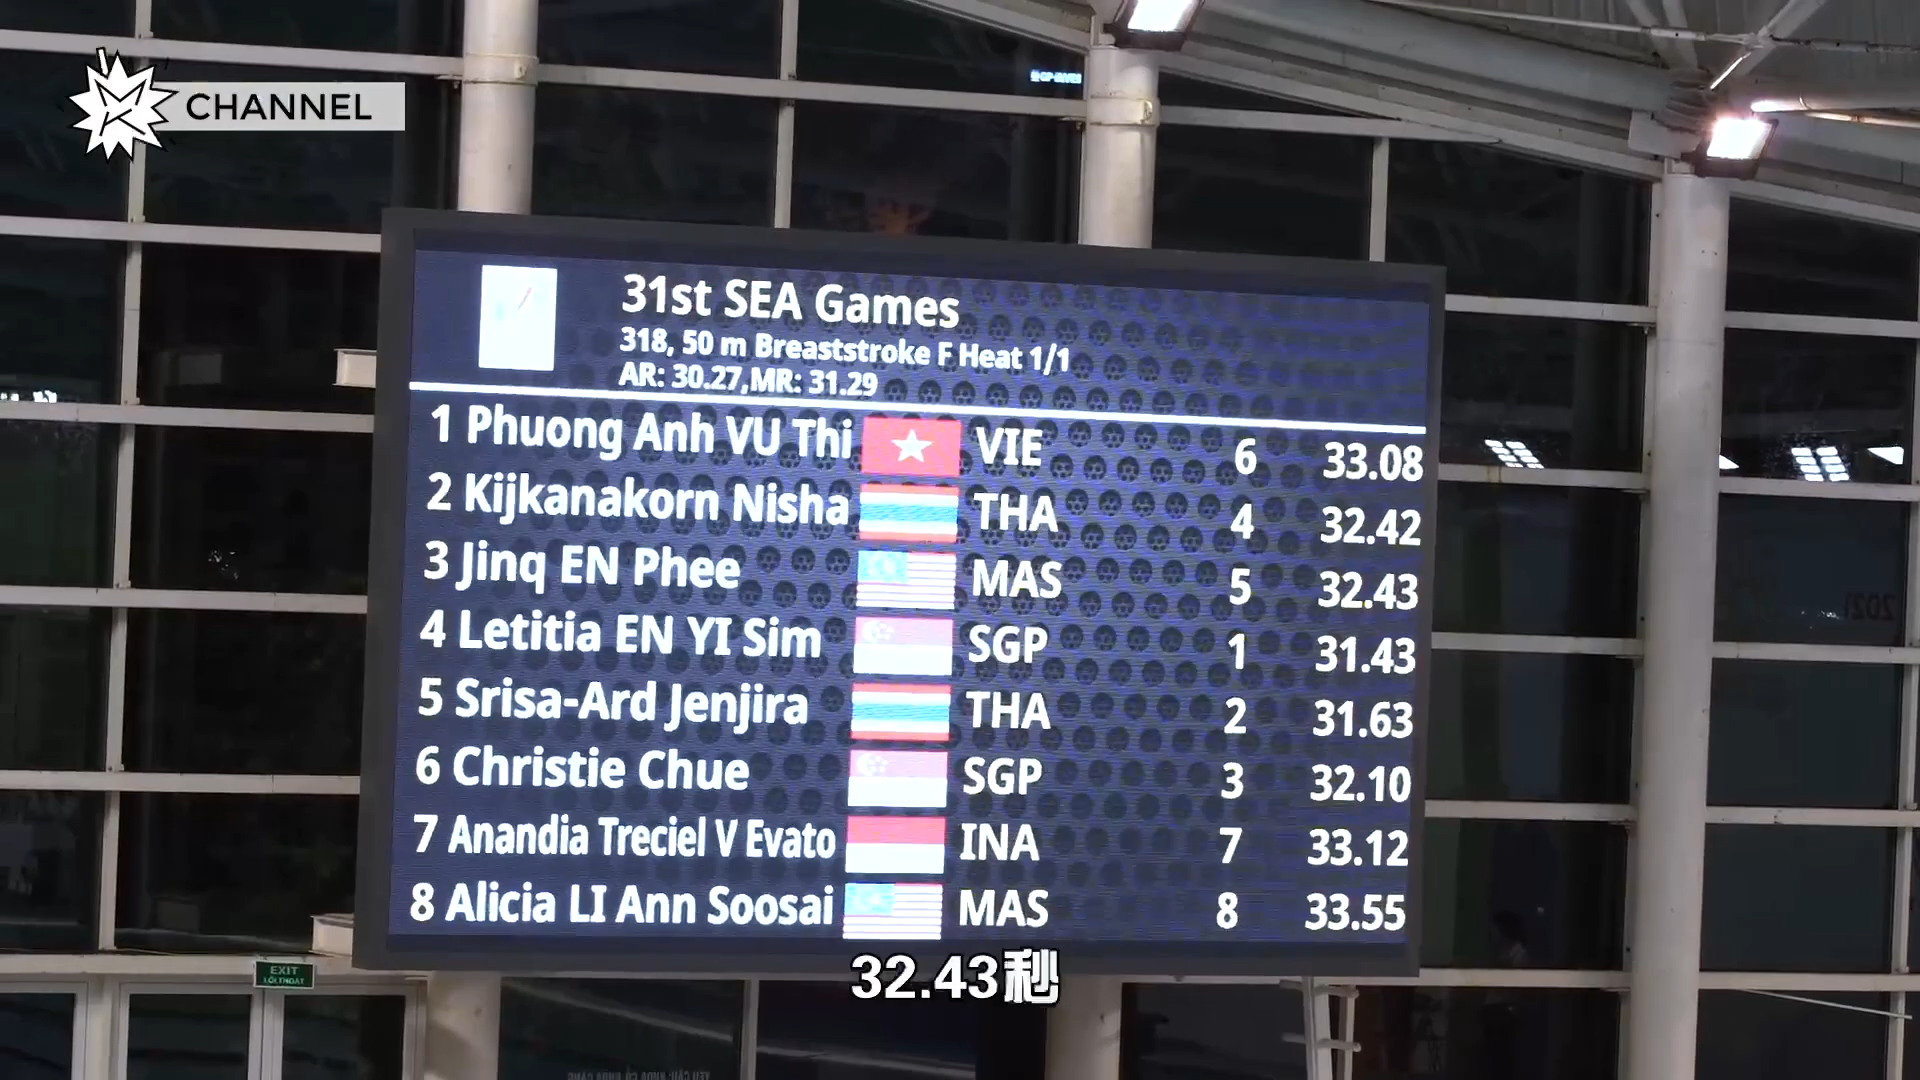 CHANNEL
31st SEA Games
318, 50 m Breaststroke F Heat 1/1
AR: 30.27,MR: 31.29
1 Phuong Anh VU Thi VIE 6 33.08
2 Kijkanakorn Nisha THA 4 32.42
3 Jinq EN Phee MAS 5 32.43
4 Letitia EN YI Sim SGP 1 31.43
5 Srisa-Ard Jenjira THA 2 31.63
6 Christie Chue SGP 3 32.10
7 Anandia Treciel V Evato INA 7 33.12
8 Alicia LI Ann Soosai MAS 8 33.55
32.43秒
EXIT
LỐI THOÁT